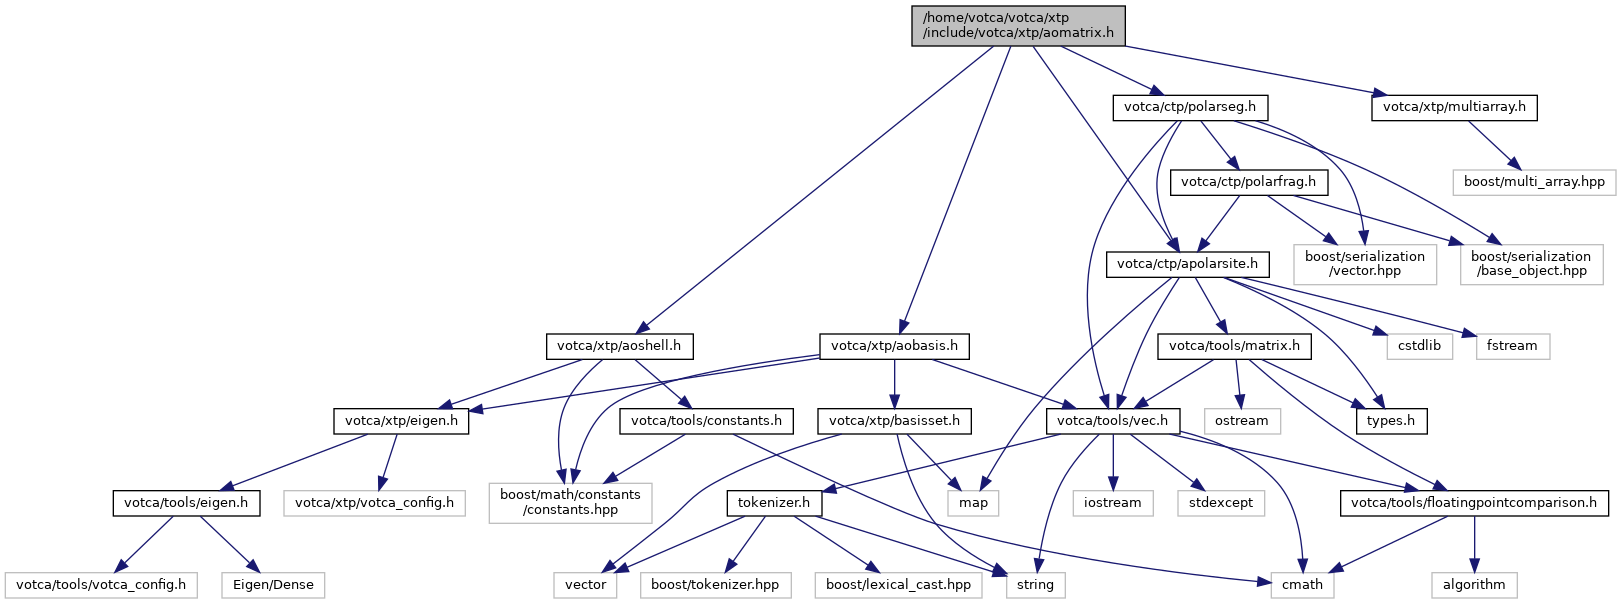 /home/votca/votca/xtp
/include/votca/xtp/aomatrix.h
votca/ctp/polarseg.h
votca/xtp/multiarray.h
votca/ctp/polarfrag.h
boost/multi_array.hpp
votca/ctp/apolarsite.h
boost/serialization
/vector.hpp
boost/serialization
/base_object.hpp
votca/xtp/aoshell.h
votca/xtp/aobasis.h
votca/tools/matrix.h
cstdlib
fstream
votca/xtp/eigen.h
votca/tools/constants.h
votca/xtp/basisset.h
votca/tools/vec.h
ostream
types.h
votca/tools/eigen.h
votca/xtp/votca_config.h
boost/math/constants
/constants.hpp
tokenizer.h
map
iostream
stdexcept
votca/tools/floatingpointcomparison.h
votca/tools/votca_config.h
Eigen/Dense
vector
boost/tokenizer.hpp
boost/lexical_cast.hpp
string
cmath
algorithm